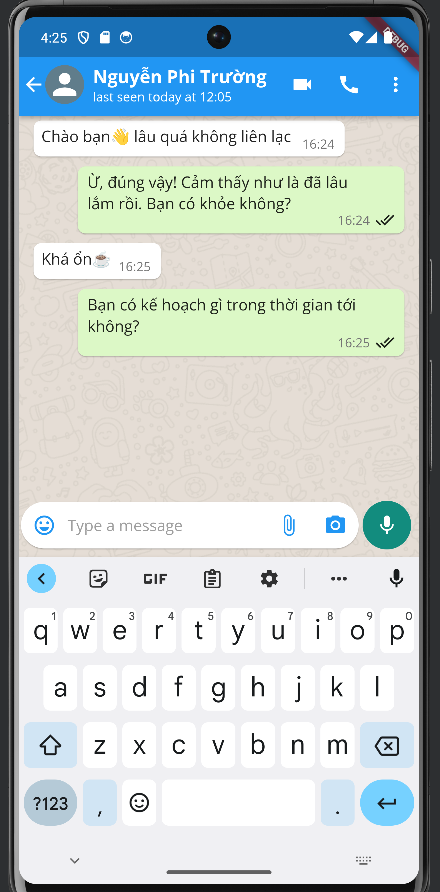 4:25
DEBUG
Nguyễn Phi Trường
last seen today at 12:05
Chào bạn👋 lâu quá không liên lạc 16:24
Ừ, đúng vậy! Cảm thấy như là đã lâu
lắm rồi. Bạn có khỏe không?
16:24
Khá ổn☕ 16:25
Bạn có kế hoạch gì trong thời gian tới
không?
16:25
Type a message
GIF
q1 w2 e3 r4 t5 y6 u7 i8 o9 p0
a s d f g h j k l
z x c v b n m
?123 , .